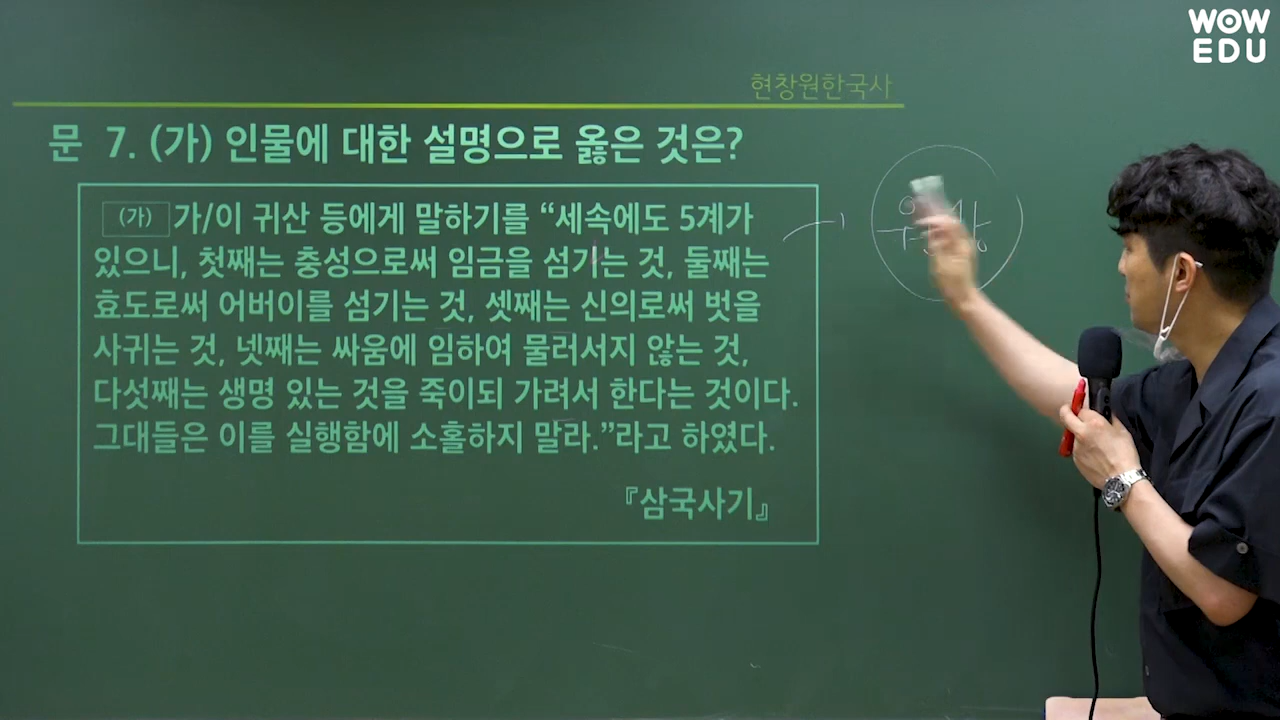 WOW
EDU
현창원한국사
문 7. (가) 인물에 대한 설명으로 옳은 것은?
(가) 가/이 귀산 등에게 말하기를 “세속에도 5계가
있으니, 첫째는 충성으로써 임금을 섬기는 것, 둘째는
효도로써 어버이를 섬기는 것, 셋째는 신의로써 벗을
사귀는 것, 넷째는 싸움에 임하여 물러서지 않는 것,
다섯째는 생명 있는 것을 죽이되 가려서 한다는 것이다.
그대들은 이를 실행함에 소홀하지 말라.”라고 하였다.
『삼국사기』